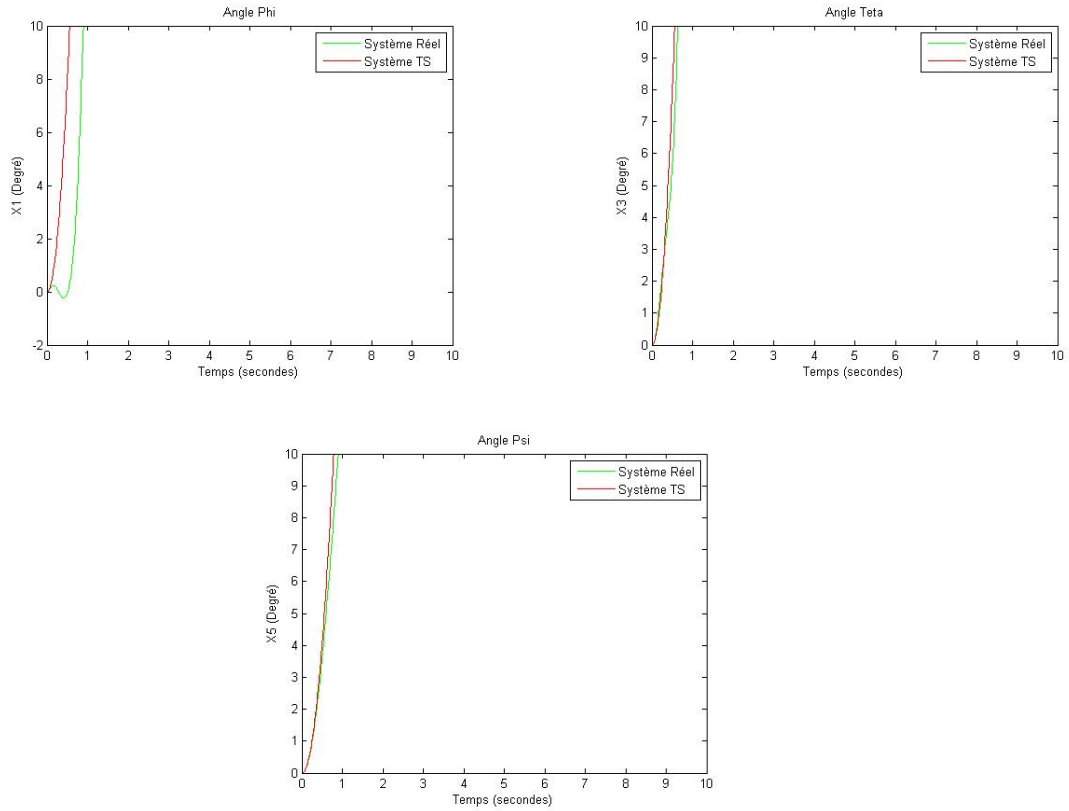 Angle Phi
10
8
6
4
2
0
-2
X1 (Degré)
Système Réel
Système TS
0 1 2 3 4 5 6 7 8 9 10
Temps (secondes)
Angle Teta
10
9
8
7
6
5
4
3
2
1
0
X3 (Degré)
Système Réel
Système TS
0 1 2 3 4 5 6 7 8 9 10
Temps (secondes)
Angle Psi
10
9
8
7
6
5
4
3
2
1
0
X5 (Degré)
Système Réel
Système TS
0 1 2 3 4 5 6 7 8 9 10
Temps (secondes)